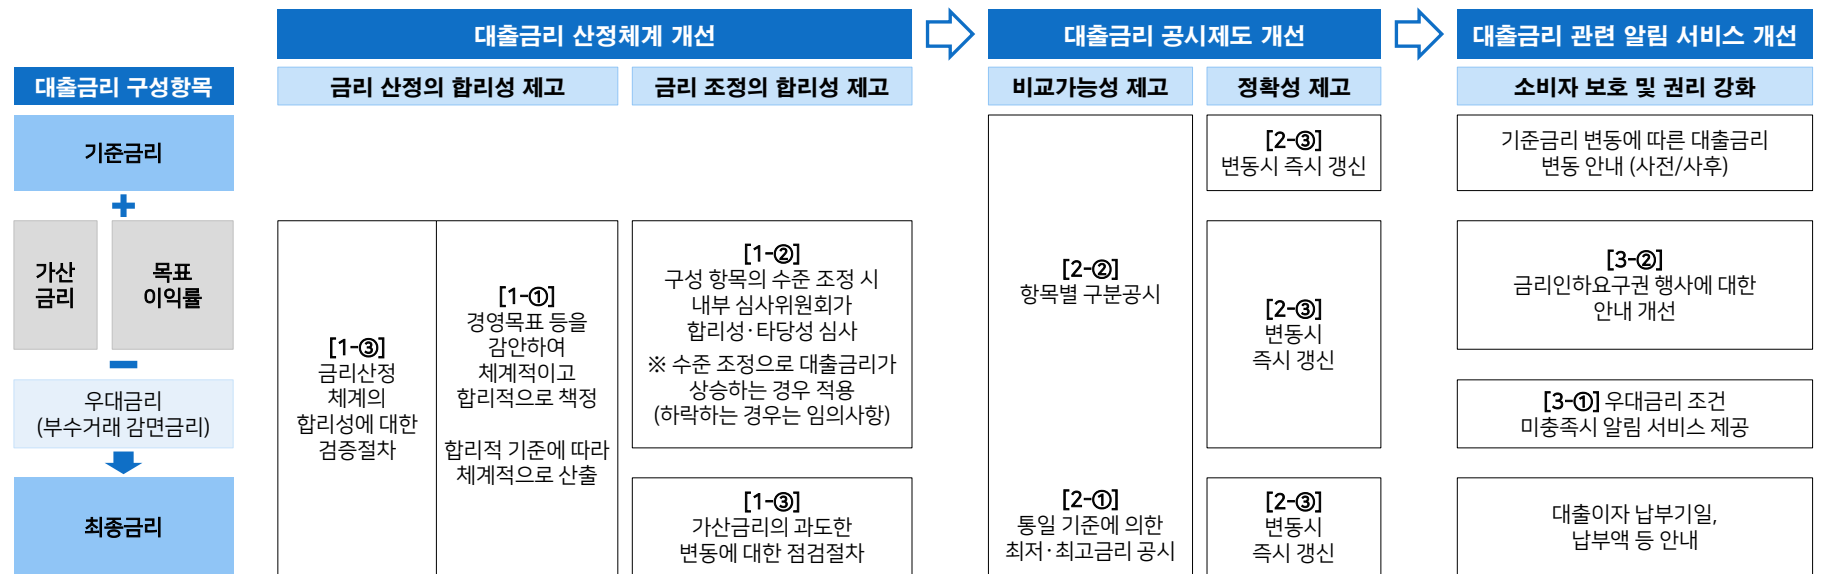 대출금리 산정체계 개선
대출금리 공시제도 개선
대출금리 관련 알림 서비스 개선
대출금리 구성항목
금리 산정의 합리성 제고
금리 조정의 합리성 제고
비교가능성 제고
정확성 제고
소비자 보호 및 권리 강화
기준금리
+
가산
금리
목표
이익률
우대금리
(부수거래 감면금리)
최종금리
[1-③]
금리산정
체계의
합리성에 대한
검증절차
[1-①]
경영목표 등을
감안하여
체계적이고
합리적으로 책정
합리적 기준에 따라
체계적으로 산출
[1-②]
구성 항목의 수준 조정 시
내부 심사위원회가
합리성·타당성 심사
※ 수준 조정으로 대출금리가
상승하는 경우 적용
(하락하는 경우는 임의사항)
[1-③]
가산금리의 과도한
변동에 대한 점검절차
[2-②]
항목별 구분공시
[2-①]
통일 기준에 의한
최저·최고금리 공시
[2-③]
변동시 즉시 갱신
[2-③]
변동시
즉시 갱신
[2-③]
변동시
즉시 갱신
기준금리 변동에 따른 대출금리
변동 안내 (사전/사후)
[3-②]
금리인하요구권 행사에 대한
안내 개선
[3-①] 우대금리 조건
미충족시 알림 서비스 제공
대출이자 납부기일,
납부액 등 안내